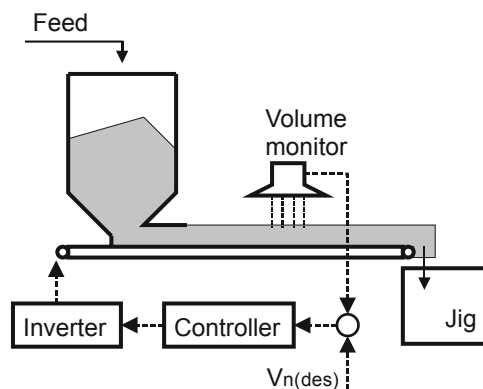 Feed
Volume
monitor
Inverter
Controller
Jig
Vn(des)